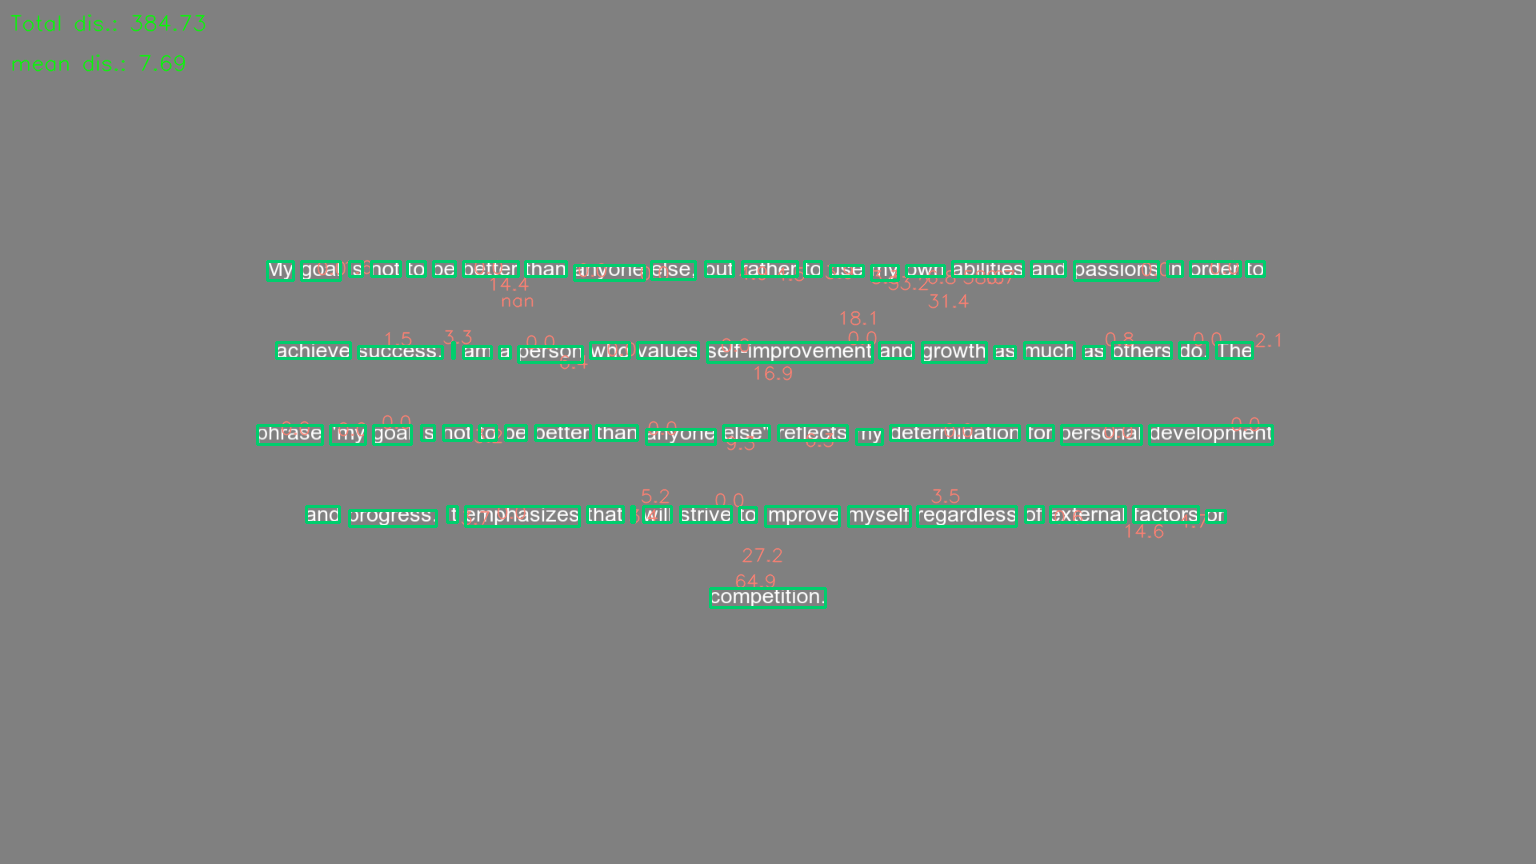 Total dis.: 384.73
mean dis.: 7.69
My goal is not to be better than anyone else, but rather to use my own abilities and passions in order to
14.4
nan
53.2
31.4
18.1
1.5 3.3 0.0 0.0 0.8 0.0 2.1
achieve success. I am a person who values self-improvement and growth as much as others do. The
5.4
16.9
0.0 0.0
phrase "my goal is not to be better than anyone else" reflects my determination for personal development
9.5
5.2 0.0 3.5
and progress. It emphasizes that I will strive to improve myself regardless of external factors or
14.6
27.2
64.9
competition.